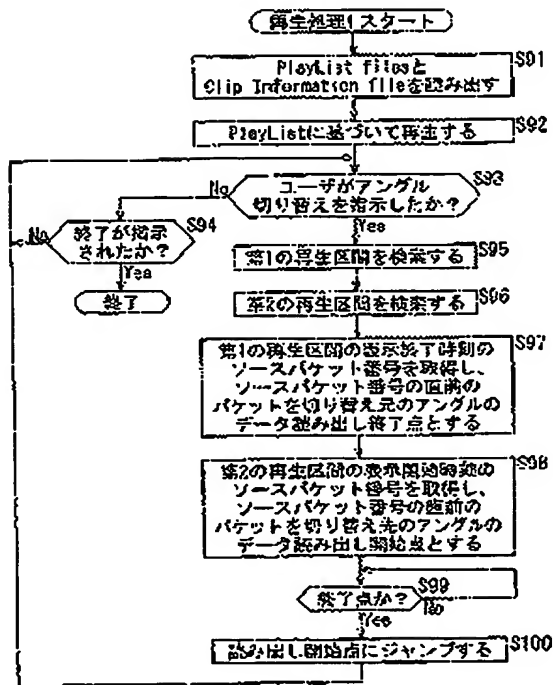 再生処理1スタート
S91
PlayList filesと
Clip Information fileを読み出す
S92
PlayListに基づいて再生する
S93
No
ユーザがアングル
切り替えを指示したか?
Yes
S94
No
終了が指示
されたか?
Yes
終了
S95
第1の再生区間を検索する
S96
第2の再生区間を検索する
S97
第1の再生区間の表示終了時刻の
ソースパケット番号を取得し、
ソースパケット番号の直前の
パケットを切り替え元のアングルの
データ読み出し終了点とする
S98
第2の再生区間の表示開始時刻の
ソースパケット番号を取得し、
ソースパケット番号の直前の
パケットを切り替え先のアングルの
データ読み出し開始点とする
S99
終了点か?
No
Yes
S100
読み出し開始点にジャンプする